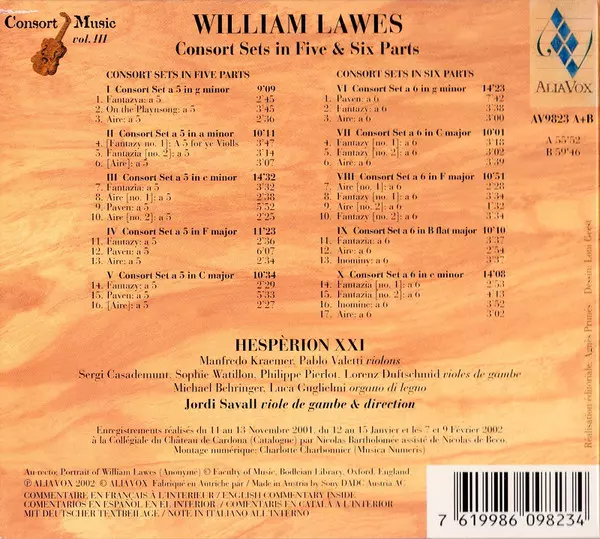 Consort Music
vol. III
WILLIAM LAWES
Consort Sets in Five & Six Parts
ALIAVOX
AV9823 A+B
A 55'52
B 59'46
CONSORT SETS IN FIVE PARTS
I Consort Set a 5 in g minor 9'09
1. Fantazya: a 5 2'45
2. On the Playnsong: a 5 2'45
3. Aire: a 5 2'36
II Consort Set a 5 in a minor 10'11
4. [Fantazy no. 1]: A 5 for ye Violls 3'47
5. Fantazia [no. 2]: a 5 3'14
6. [Aire]: a 5 3'07
III Consort Set a 5 in c minor 14'32
7. Fantazia: a 5 3'32
8. Aire [no. 1]: a 5 2'38
9. Paven: a 5 5'52
10. Aire [no. 2]: a 5 2'25
IV Consort Set a 5 in F major 11'23
11. Fantazy: a 5 2'36
12. Paven: a 5 6'07
13. Aire: a 5 2'34
V Consort Set a 5 in C major 10'34
14. Fantazy: a 5 2'29
15. Paven: a 5 5'33
16. [Aire]: a 5 2'27
CONSORT SETS IN SIX PARTS
VI Consort Set a 6 in g minor 14'23
1. Paven: a 6 7'42
2. Fantazy: a 6 3'38
3. Aire: a 6 3'00
VII Consort Set a 6 in C major 10'01
4. Fantazy [no. 1]: a 6 3'18
5. Fantazy [no. 2]: a 6 3'02
6. Aire: a 6 3'39
VIII Consort Set a 6 in F major 10'51
7. Aire [no. 1]: a 6 2'28
8. Fantazy [no. 1]: a 6
9. Aire [no. 2]: a 6 1'32
10. Fantazy [no. 2]: a 6 3'39
IX Consort Set a 6 in B flat major 10'10
11. Fantazia: a 6 3'37
12. Aire: a 6 2'54
13. Inominy: a 6 3'37
X Consort Set a 6 in c minor 14'08
14. Fantazia [no. 1]: a 6
15. Fantazia [no. 2]: a 6
16. Inomine: a 6 3'52
17. Aire: a 6 3'02
HESPÈRION XXI
Manfredo Kraemer, Pablo Valetti violons
Sergi Casademunt, Sophie Watillon, Philippe Pierlot, Lorenz Duftschmid violes de gambe
Michael Behringer, Luca Guglielmi organo di legno
Jordi Savall viole de gambe & direction
Enregistrements réalisés du 11 au 13 Novembre 2001, du 12 au 15 Janvier et les 7 et 9 Février 2002
à la Collégiale du Château de Cardona (Catalogne) par Nicolas Bartholomée assisté de Nicolas de Beco.
Montage numérique: Charlotte Charbonnier (Musica Numeris)
Au recto: Portrait of William Lawes (Anonyme) © Faculty of Music, Bodleian Library, Oxford, England
℗ ALIAVOX 2002 © ALIAVOX Fabriqué en Autriche par / Made in Austria by Sony DADC Austria AC.
COMMENTAIRE EN FRANÇAIS A L'INTERIEUR / ENGLISH COMMENTARY INSIDE
COMENTARIOS EN ESPAÑOL EN EL INTERIOR / COMENTARIS EN CATALÀ A L'INTERIOR
MIT DEUTSCHER TEXTBEILAGE / NOTE IN ITALIANO ALL'INTERNO
Réalisation éditoriale: Agnès Prunés / Dessin: Lluís
7 619986 098234